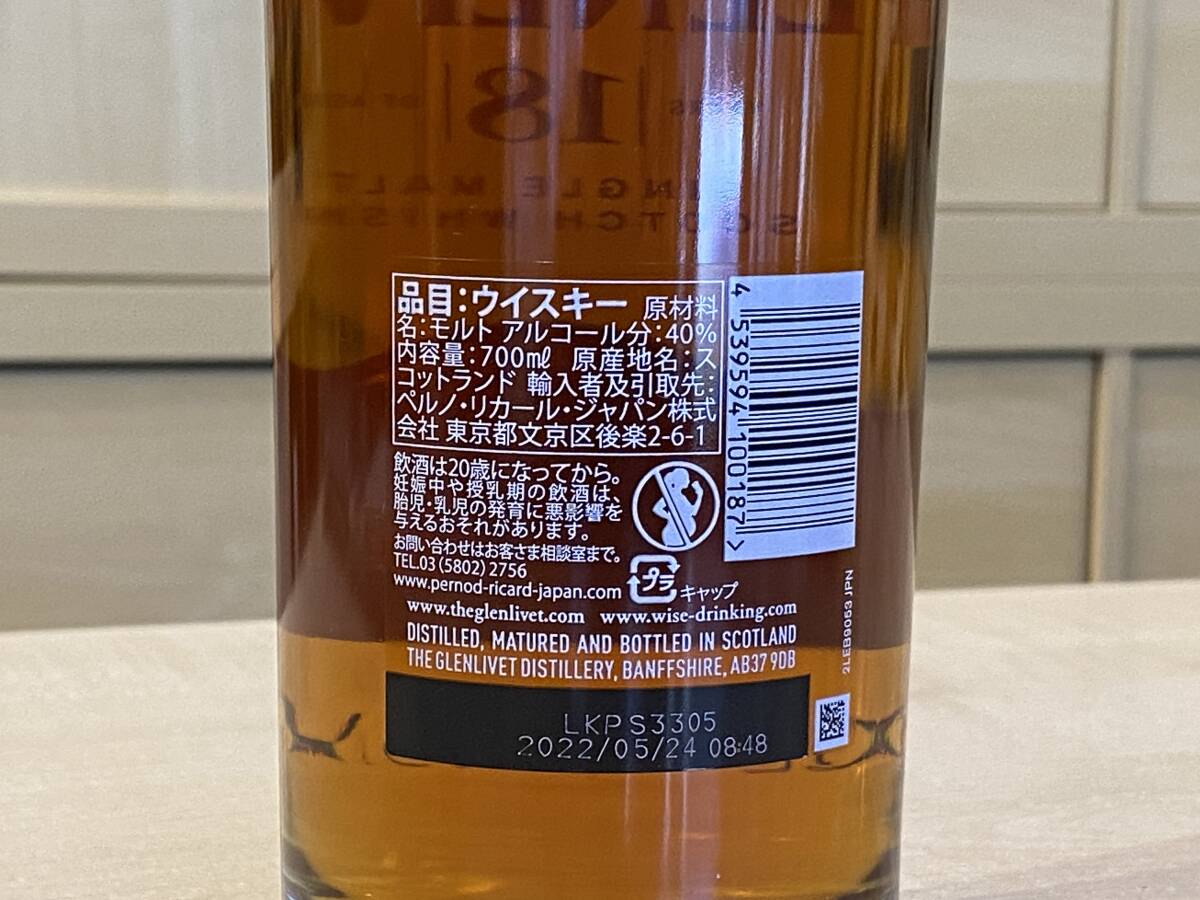 18
品目:ウイスキー 原材料
名:モルト アルコール分:40%
内容量:700mℓ 原産地名:ス
コットランド 輸入者及引取先:
ペルノ・リカール・ジャパン株式
会社 東京都文京区後楽2-6-1
4 539594 100187 >
飲酒は20歳になってから。
妊娠中や授乳期の飲酒は、
胎児・乳児の発育に悪影響を
与えるおそれがあります。
お問い合わせはお客さま相談室まで。
TEL.03(5802)2756
www.pernod-ricard-japan.com
プラ キャップ
www.theglenlivet.com www.wise-drinking.com
DISTILLED, MATURED AND BOTTLED IN SCOTLAND
THE GLENLIVET DISTILLERY, BANFFSHIRE, AB37 9DB
2LEB9053 JPN
LKPS3305
2022/05/24 08:48